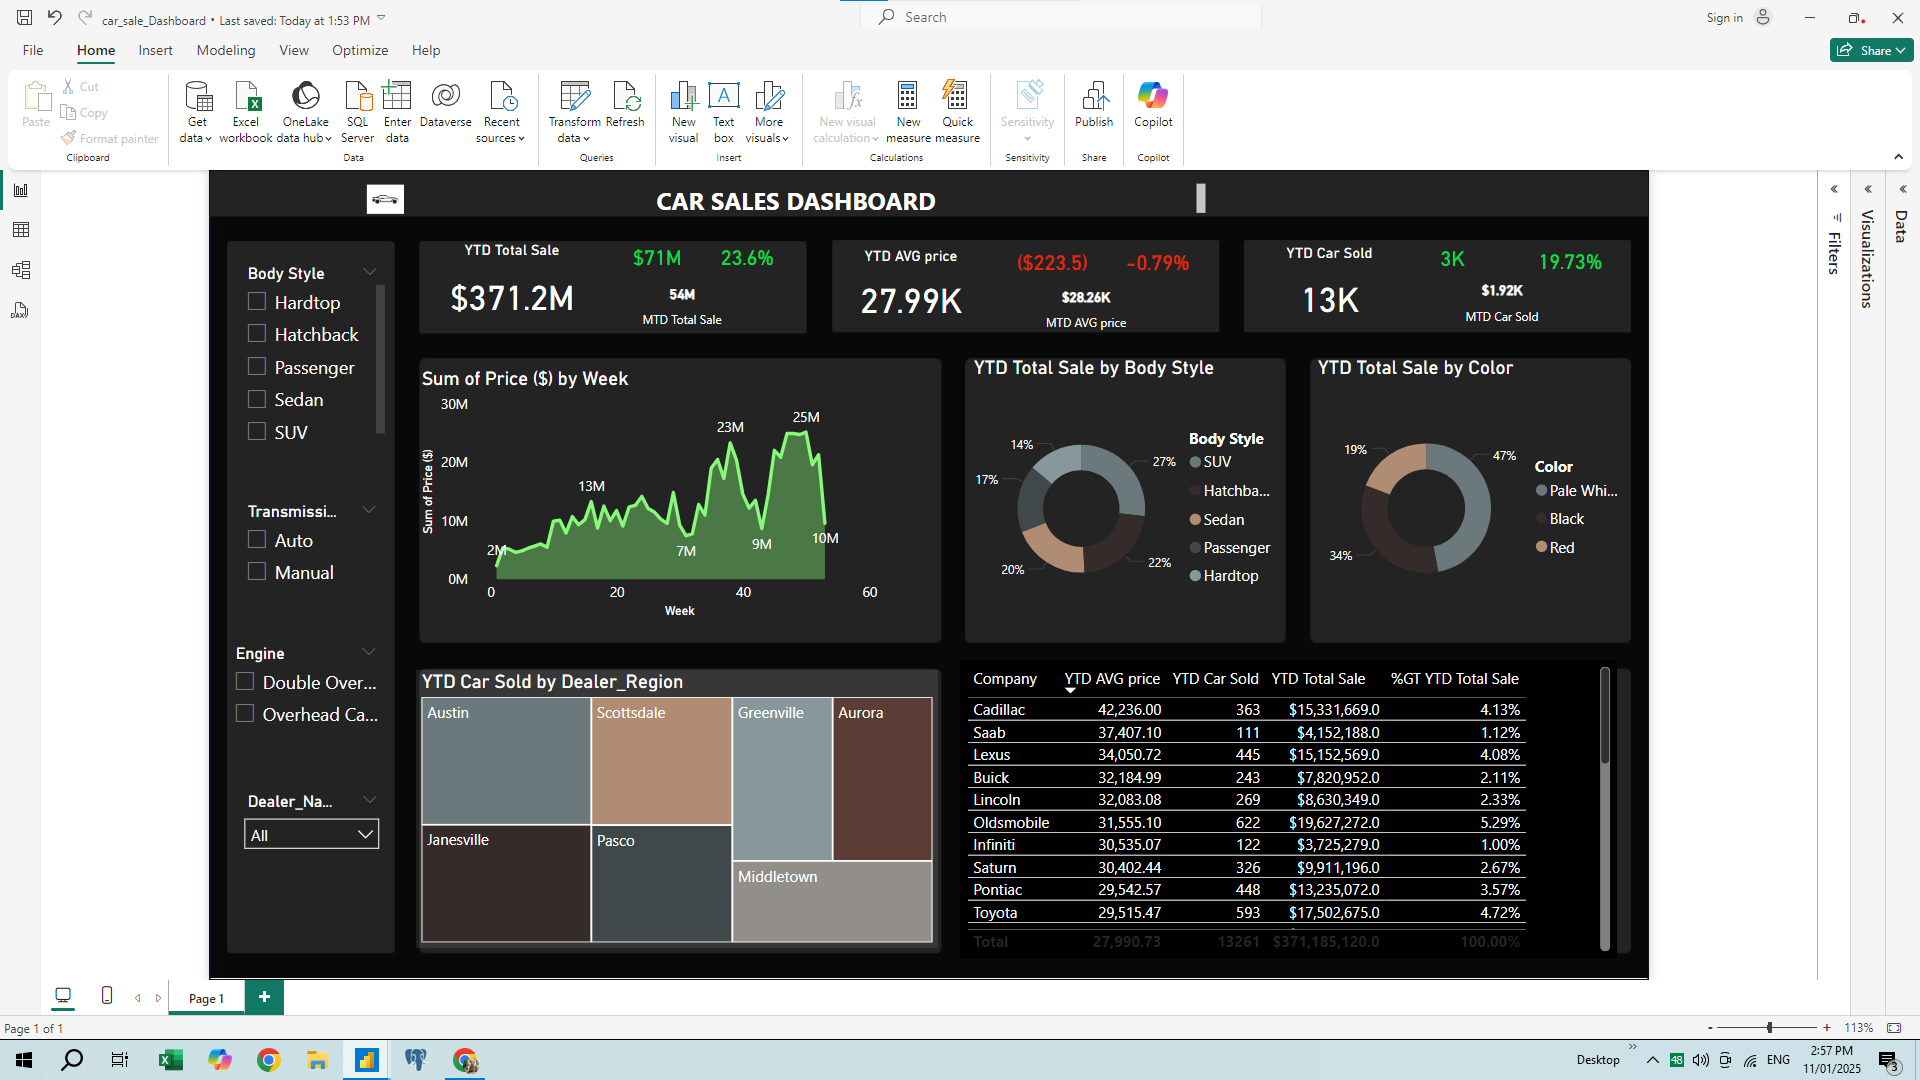 car_sale_Dashboard • Last saved: Today at 1:53 PM
Search
Sign in
File
Home
Insert
Modeling
View
Optimize
Help
Share
Paste
Cut
Copy
Format painter
Clipboard
Get data
Excel workbook
OneLake data hub
SQL Server
Enter data
Dataverse
Recent sources
Data
Transform data
Refresh
Queries
New visual
Text box
More visuals
Insert
New visual calculation
New measure
Quick measure
Calculations
Sensitivity
Sensitivity
Publish
Share
Copilot
Copilot
CAR SALES DASHBOARD
Filters
Visualizations
Data
Body Style
Hardtop
Hatchback
Passenger
Sedan
SUV
Transmissi...
Auto
Manual
Engine
Double Over...
Overhead Ca...
Dealer_Na...
All
YTD Total Sale
$71M
23.6%
$371.2M
54M
MTD Total Sale
YTD AVG price
($223.5)
-0.79%
27.99K
$28.26K
MTD AVG price
YTD Car Sold
3K
19.73%
13K
$1.92K
MTD Car Sold
Sum of Price ($) by Week
Sum of Price ($)
30M
20M
10M
0M
2M
13M
7M
23M
9M
25M
10M
0
20
40
60
Week
YTD Total Sale by Body Style
14%
27%
17%
20%
22%
Body Style
SUV
Hatchba...
Sedan
Passenger
Hardtop
YTD Total Sale by Color
19%
47%
34%
Color
Pale Whi...
Black
Red
YTD Car Sold by Dealer_Region
Austin
Scottsdale
Greenville
Aurora
Janesville
Pasco
Middletown
Company YTD AVG price YTD Car Sold YTD Total Sale %GT YTD Total Sale
Cadillac 42,236.00 363 $15,331,669.0 4.13%
Saab 37,407.10 111 $4,152,188.0 1.12%
Lexus 34,050.72 445 $15,152,569.0 4.08%
Buick 32,184.99 243 $7,820,952.0 2.11%
Lincoln 32,083.08 269 $8,630,349.0 2.33%
Oldsmobile 31,555.10 622 $19,627,272.0 5.29%
Infiniti 30,535.07 122 $3,725,279.0 1.00%
Saturn 30,402.44 326 $9,911,196.0 2.67%
Pontiac 29,542.57 448 $13,235,072.0 3.57%
Toyota 29,515.47 593 $17,502,675.0 4.72%
Total 27,990.73 13261 $371,185,120.0 100.00%
Page 1
Page 1 of 1
- + 113%
Desktop
48
ENG
2:57 PM
11/01/2025
3